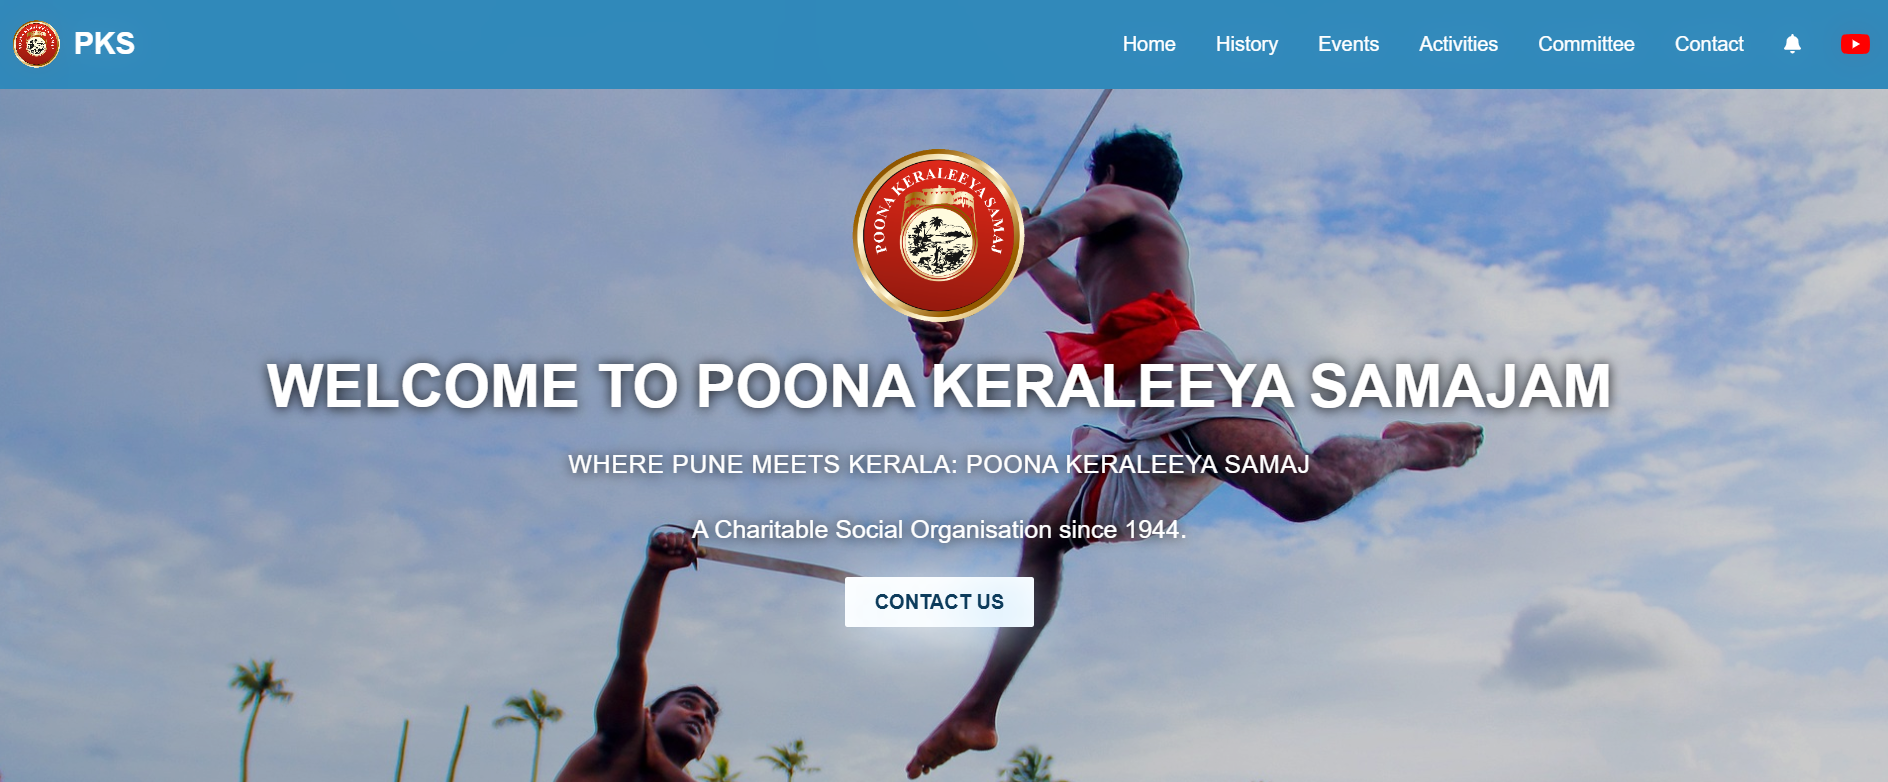 PKS
Home History Events Activities Committee Contact
POONA KERALEEYA SAMAJ
WELCOME TO POONA KERALEEYA SAMAJAM
WHERE PUNE MEETS KERALA: POONA KERALEEYA SAMAJ
A Charitable Social Organisation since 1944.
CONTACT US